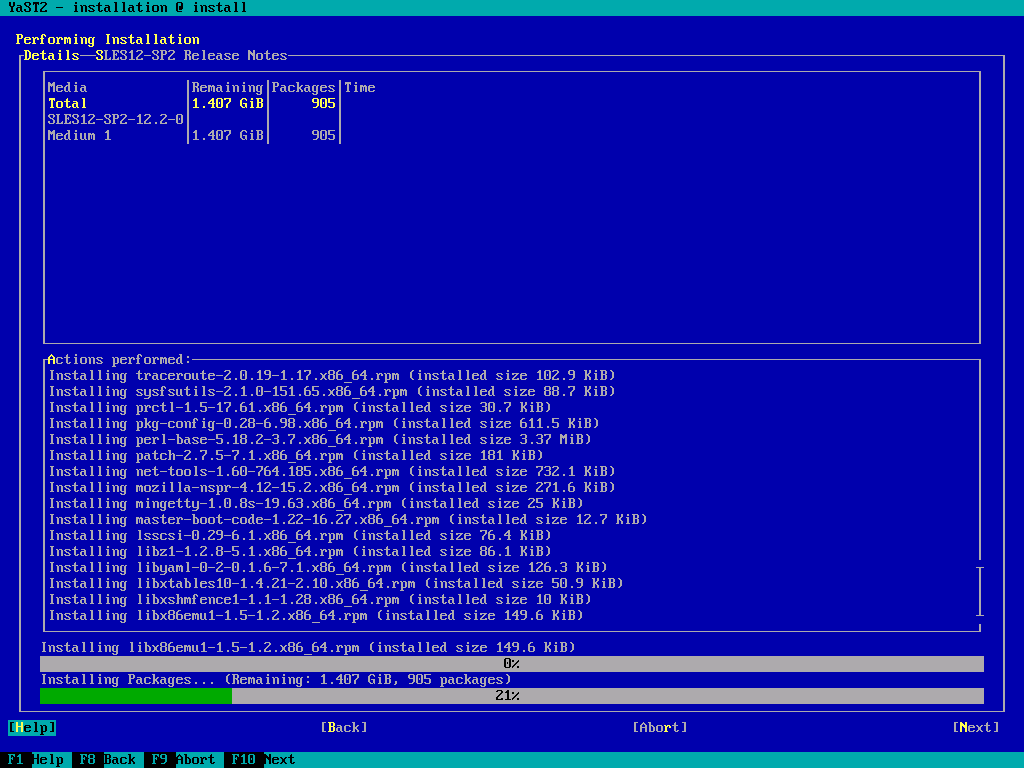 YaST2 - installation @ install
Performing Installation
Details SLES12-SP2 Release Notes
Media Remaining Packages Time
Total 1.407 GiB 905
SLES12-SP2-12.2-0
Medium 1 1.407 GiB 905
Actions performed:
Installing traceroute-2.0.19-1.17.x86_64.rpm (installed size 102.9 KiB)
Installing sysfsutils-2.1.0-151.65.x86_64.rpm (installed size 88.7 KiB)
Installing prctl-1.5-17.61.x86_64.rpm (installed size 30.7 KiB)
Installing pkg-config-0.28-6.98.x86_64.rpm (installed size 611.5 KiB)
Installing perl-base-5.18.2-3.7.x86_64.rpm (installed size 3.37 MiB)
Installing patch-2.7.5-7.1.x86_64.rpm (installed size 181 KiB)
Installing net-tools-1.60-764.185.x86_64.rpm (installed size 732.1 KiB)
Installing mozilla-nspr-4.12-15.2.x86_64.rpm (installed size 271.6 KiB)
Installing mingetty-1.0.8s-19.63.x86_64.rpm (installed size 25 KiB)
Installing master-boot-code-1.22-16.27.x86_64.rpm (installed size 12.7 KiB)
Installing lsscsi-0.29-6.1.x86_64.rpm (installed size 76.4 KiB)
Installing libz1-1.2.8-5.1.x86_64.rpm (installed size 86.1 KiB)
Installing libyaml-0-2-0.1.6-7.1.x86_64.rpm (installed size 126.3 KiB)
Installing libxtables10-1.4.21-2.10.x86_64.rpm (installed size 50.9 KiB)
Installing libxshmfence1-1.1-1.28.x86_64.rpm (installed size 10 KiB)
Installing libx86emu1-1.5-1.2.x86_64.rpm (installed size 149.6 KiB)
Installing libx86emu1-1.5-1.2.x86_64.rpm (installed size 149.6 KiB)
0%
Installing Packages... (Remaining: 1.407 GiB, 905 packages)
21%
[Help] [Back] [Abort] [Next]
F1 Help F8 Back F9 Abort F10 Next